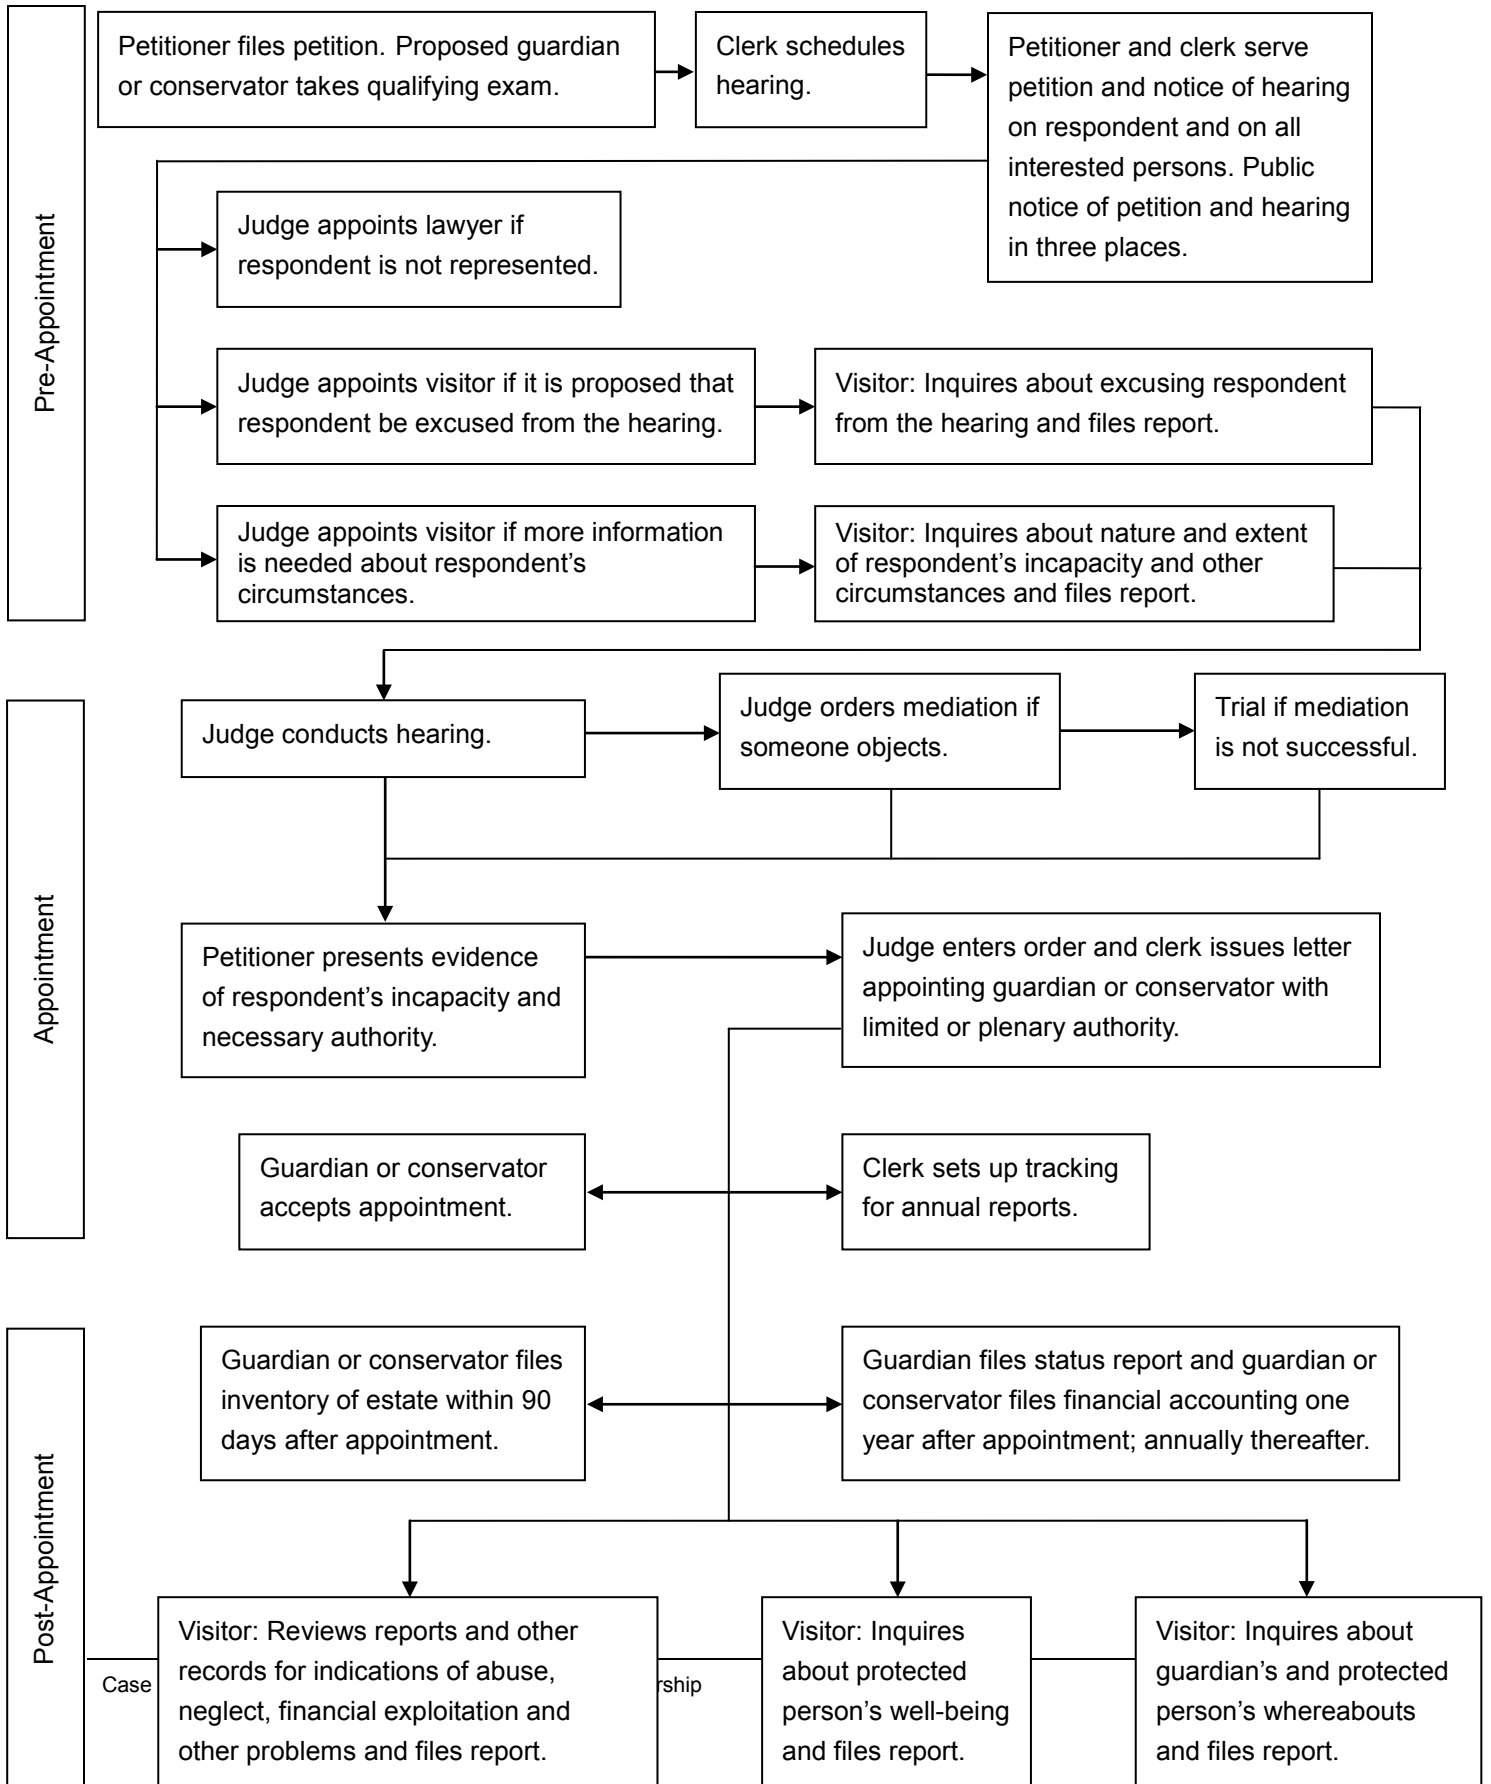 Pre-Appointment
Petitioner files petition. Proposed guardian
or conservator takes qualifying exam.
Clerk schedules
hearing.
Petitioner and clerk serve
petition and notice of hearing
on respondent and on all
interested persons. Public
notice of petition and hearing
in three places.
Judge appoints lawyer if
respondent is not represented.
Judge appoints visitor if it is proposed that
respondent be excused from the hearing.
Visitor: Inquires about excusing respondent
from the hearing and files report.
Judge appoints visitor if more information
is needed about respondent’s
circumstances.
Visitor: Inquires about nature and extent
of respondent’s incapacity and other
circumstances and files report.
Appointment
Judge conducts hearing.
Judge orders mediation if
someone objects.
Trial if mediation
is not successful.
Petitioner presents evidence
of respondent’s incapacity and
necessary authority.
Judge enters order and clerk issues letter
appointing guardian or conservator with
limited or plenary authority.
Guardian or conservator
accepts appointment.
Clerk sets up tracking
for annual reports.
Post-Appointment
Guardian or conservator files
inventory of estate within 90
days after appointment.
Guardian files status report and guardian or
conservator files financial accounting one
year after appointment; annually thereafter.
Visitor: Reviews reports and other
records for indications of abuse,
neglect, financial exploitation and
other problems and files report.
Visitor: Inquires
about protected
person’s well-being
and files report.
Visitor: Inquires about
guardian’s and protected
person’s whereabouts
and files report.
Case